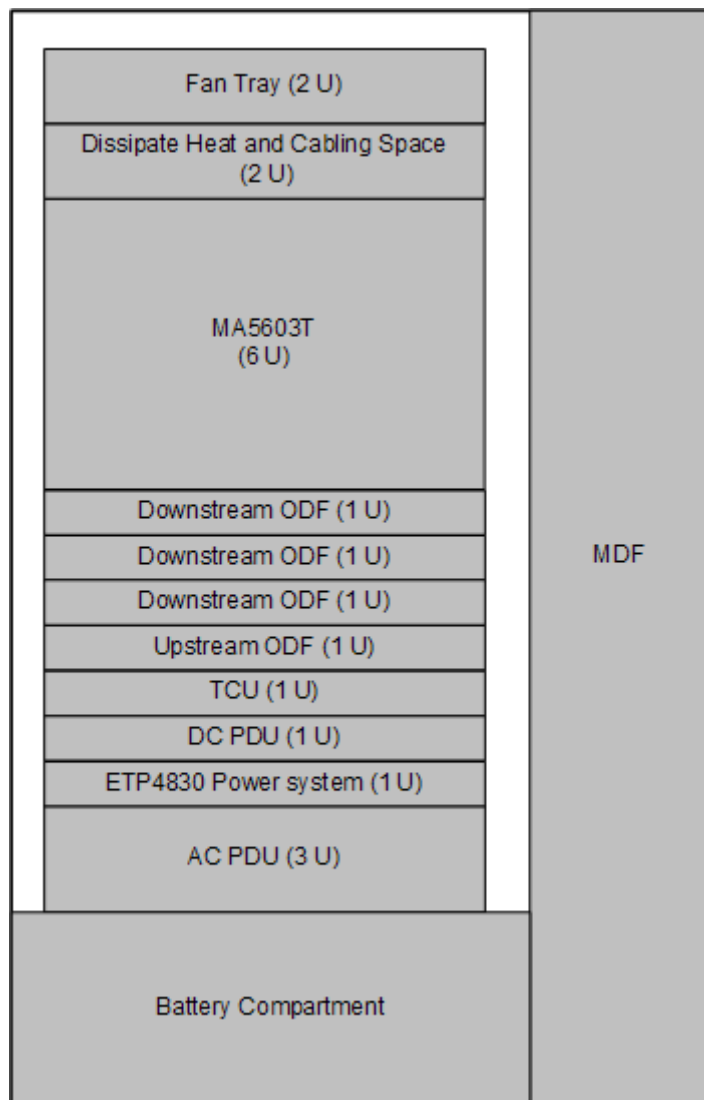 Fan Tray (2 U)
Dissipate Heat and Cabling Space
(2 U)
MA5603T
(6 U)
Downstream ODF (1 U)
Downstream ODF (1 U)
Downstream ODF (1 U)
Upstream ODF (1 U)
TCU (1 U)
DC PDU (1 U)
ETP4830 Power system (1 U)
AC PDU (3 U)
Battery Compartment
MDF